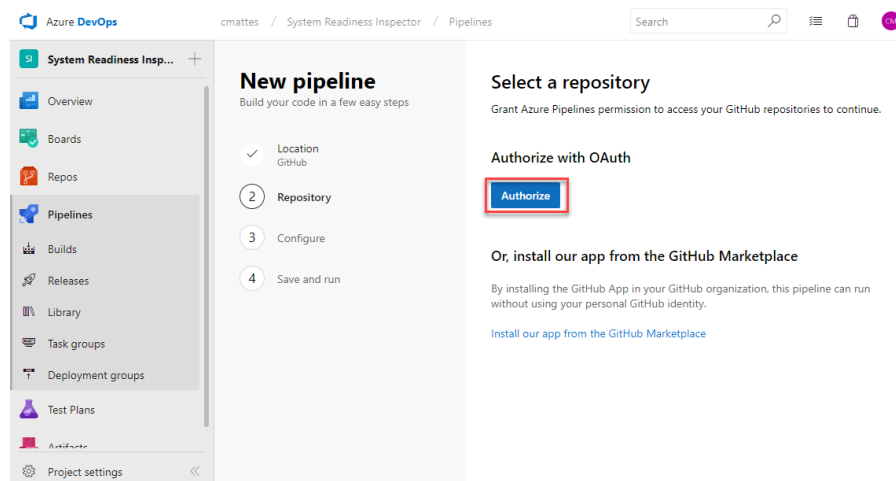 Azure DevOps
cmattes / System Readiness Inspector / Pipelines
Search
CM
SI
System Readiness Insp...
Overview
Boards
Repos
Pipelines
Builds
Releases
Library
Task groups
Deployment groups
Test Plans
Artifacts
Project settings
New pipeline
Build your code in a few easy steps
Location
GitHub
2 Repository
3 Configure
4 Save and run
Select a repository
Grant Azure Pipelines permission to access your GitHub repositories to continue.
Authorize with OAuth
Authorize
Or, install our app from the GitHub Marketplace
By installing the GitHub App in your GitHub organization, this pipeline can run
without using your personal GitHub identity.
Install our app from the GitHub Marketplace